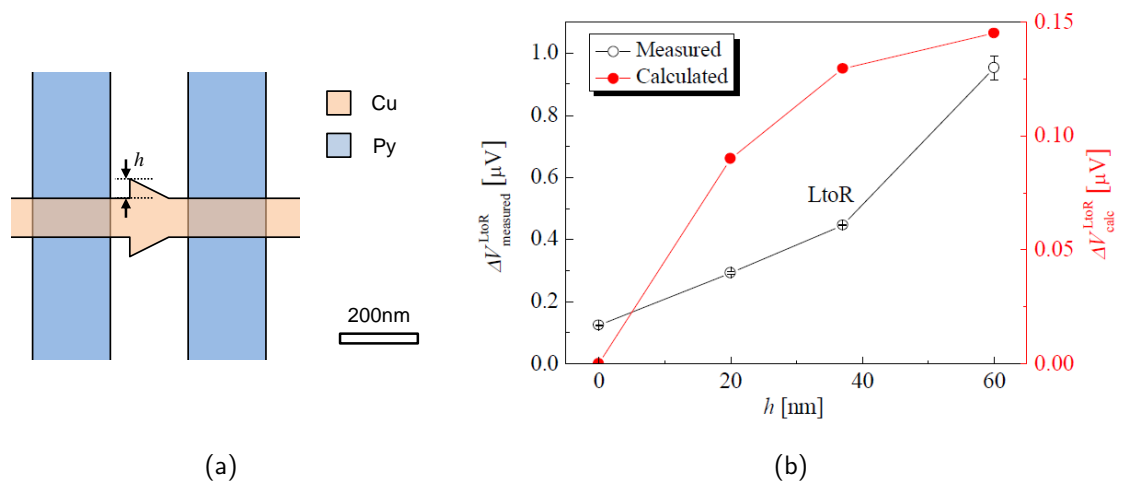 h
Cu
Py
200nm
(a)
Measured
Calculated
LtoR
ΔV^LtoR_measured [μV]
1.0
0.8
0.6
0.4
0.2
0.0
0 20 40 60
h [nm]
0.15
0.10
0.05
0.00
ΔV^LtoR_calc [μV]
(b)